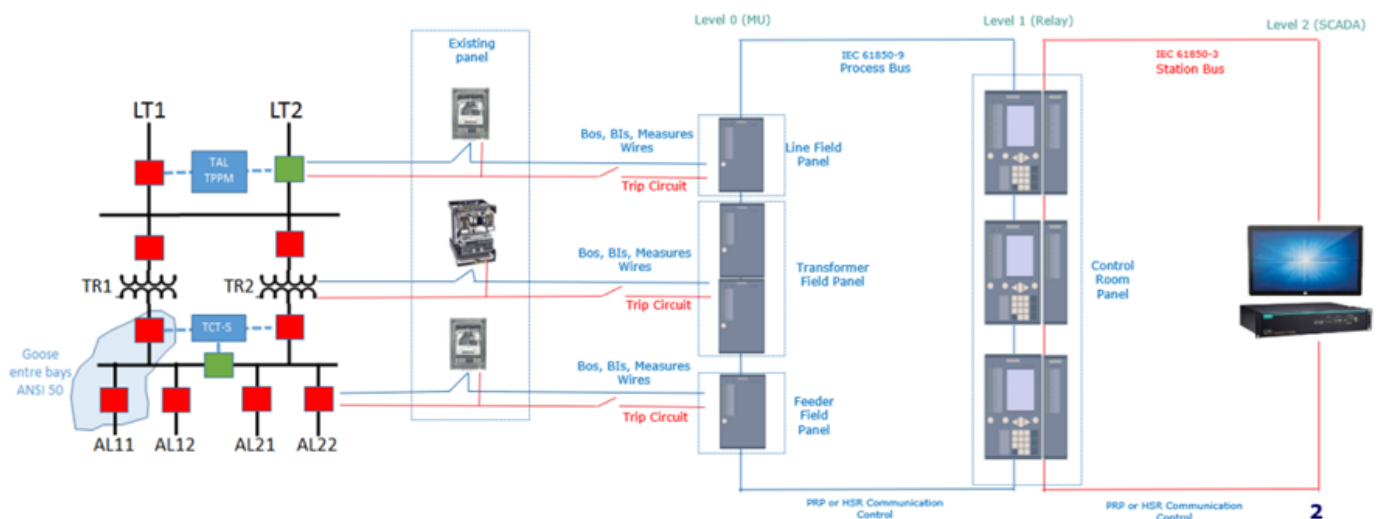 Level 0 (MU)
Level 1 (Relay)
Level 2 (SCADA)
Existing
panel
IEC 61850-9
Process Bus
IEC 61850-3
Station Bus
LT1
LT2
TAL
TPPM
Bos, BIs, Measures
Wires
Trip Circuit
Line Field
Panel
TR1
TR2
Bos, BIs, Measures
Wires
Trip Circuit
Transformer
Field Panel
Control
Room
Panel
TCT-S
Goose
entre bays
ANSI 50
Bos, BIs, Measures
Wires
Trip Circuit
Feeder
Field
Panel
AL11
AL12
AL21
AL22
PRP or HSR Communication
Control
PRP or HSR Communication
Control
2